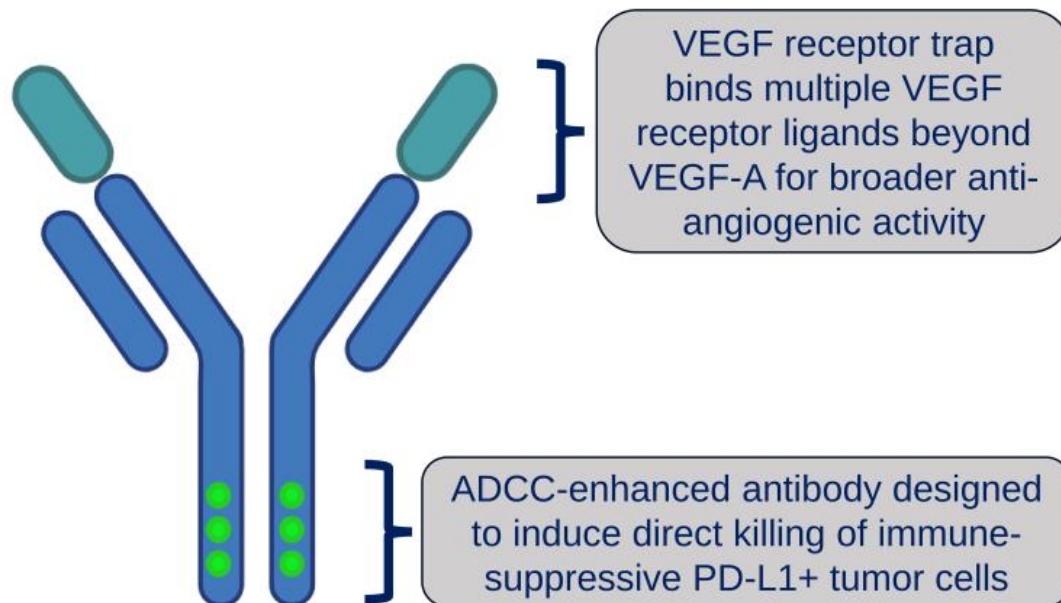 VEGF receptor trap
binds multiple VEGF
receptor ligands beyond
VEGF-A for broader anti-
angiogenic activity
ADCC-enhanced antibody designed
to induce direct killing of immune-
suppressive PD-L1+ tumor cells